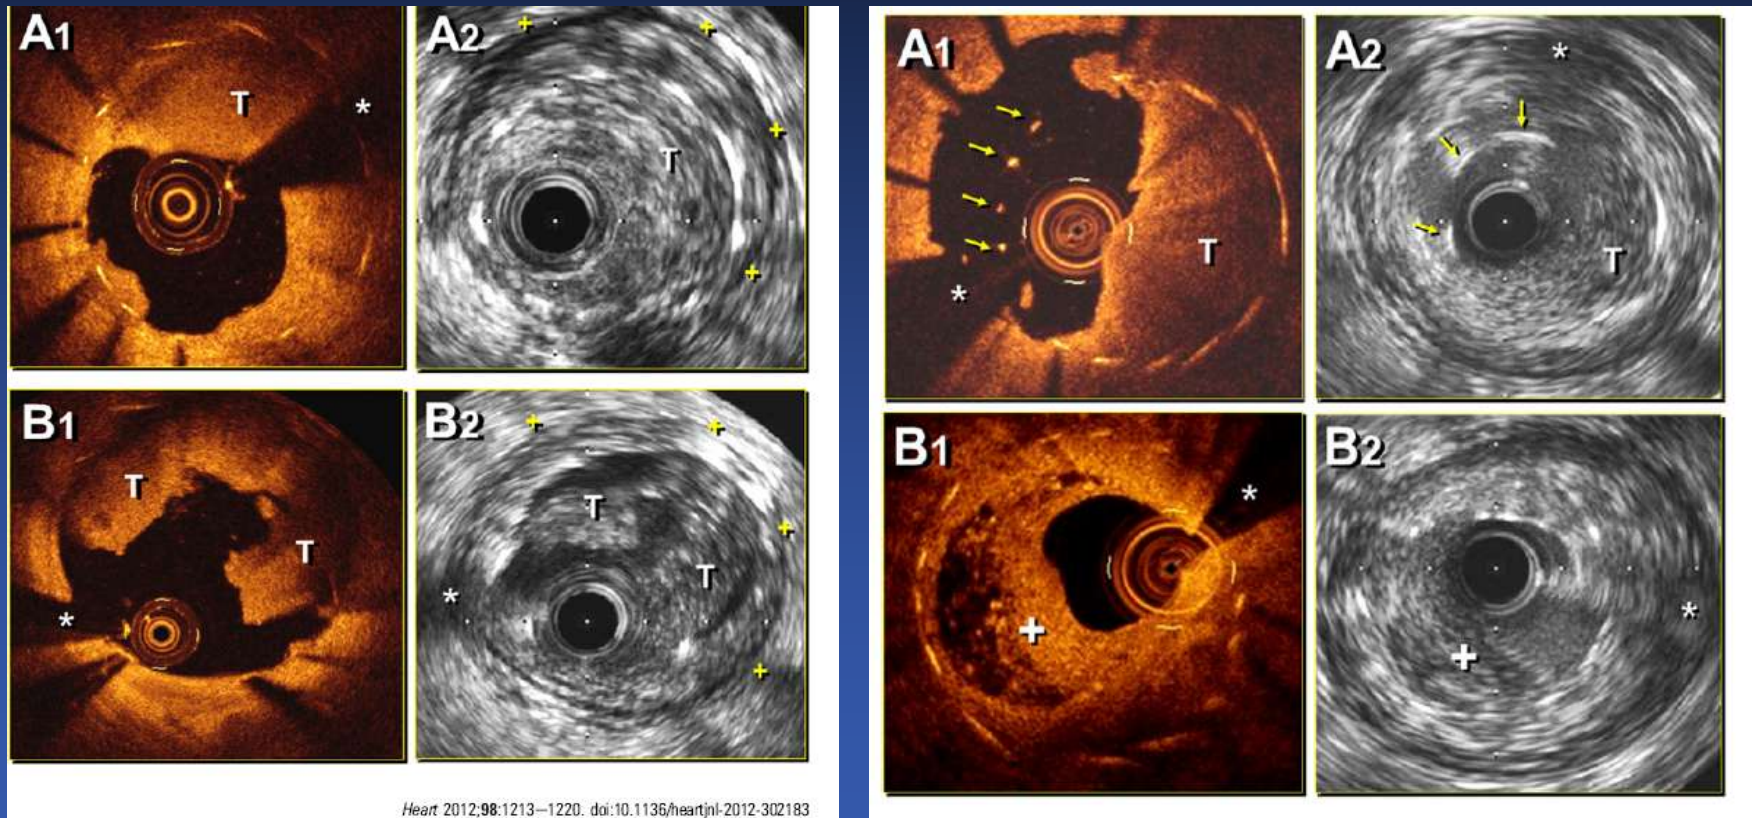 A1
T
*
A2
T
B1
T
T
*
B2
T
T
*
Heart 2012;98:1213–1220. doi:10.1136/heartjnl-2012-302183
A1
T
*
A2
*
T
B1
+
*
B2
+
*